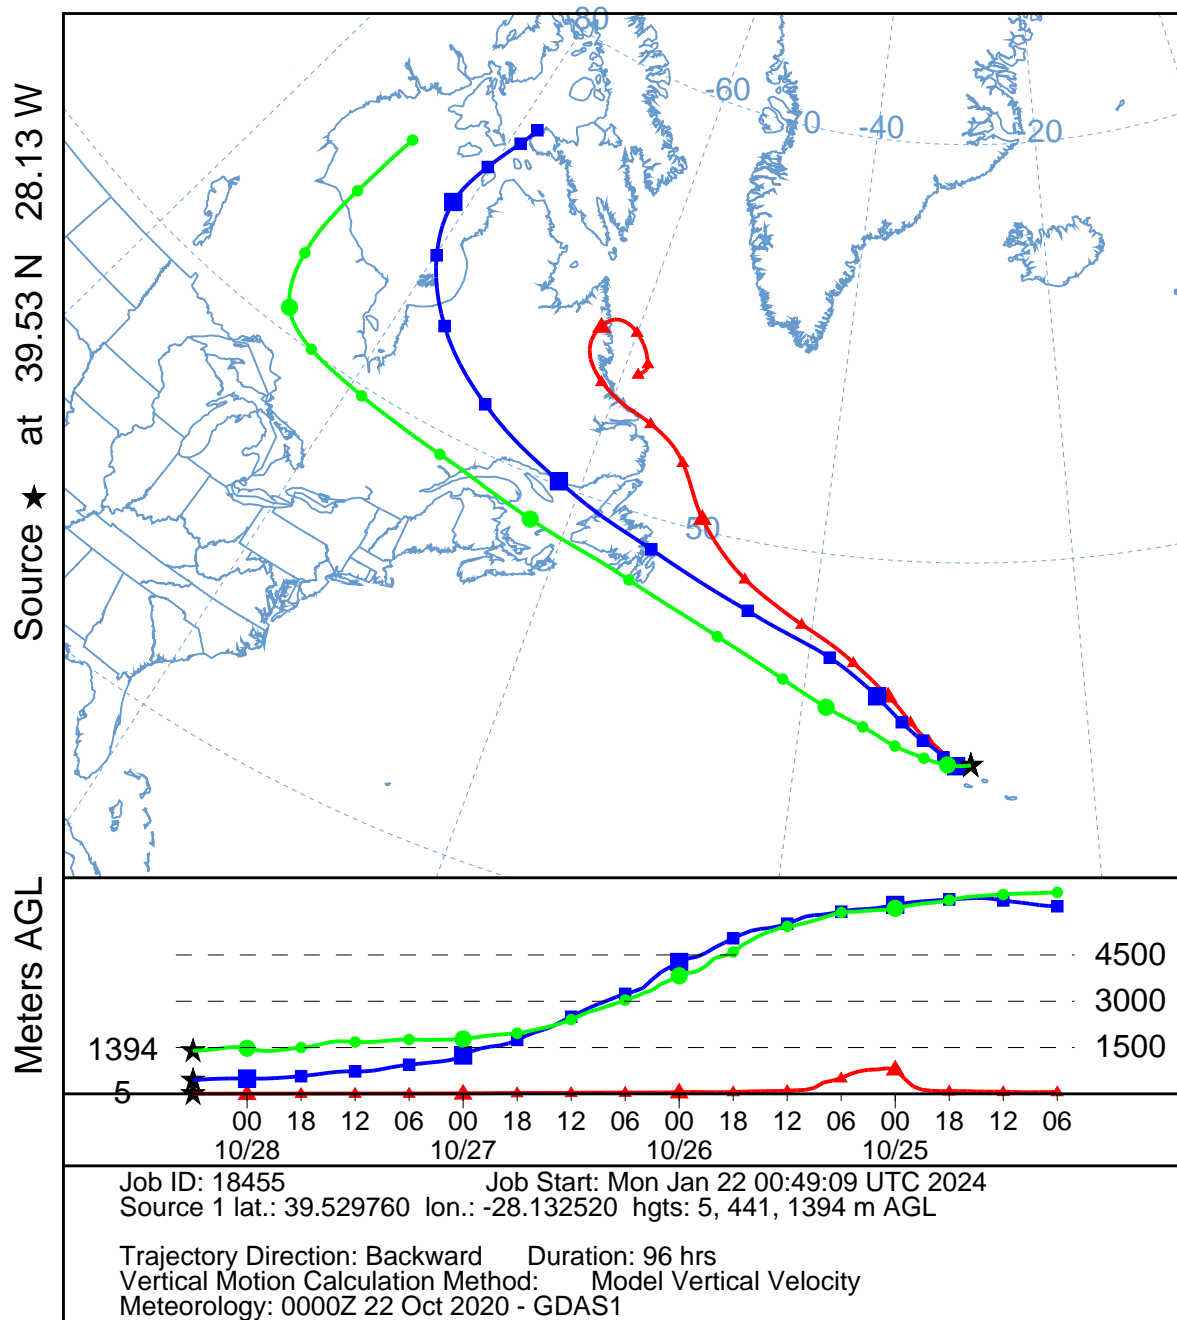 Source ★ at 39.53 N 28.13 W
80
-60
70
-40
-20
50
Meters AGL
1394
5
4500
3000
1500
00 18 12 06 00 18 12 06 00 18 12 06 00 18 12 06
10/28 10/27 10/26 10/25
Job ID: 18455 Job Start: Mon Jan 22 00:49:09 UTC 2024
Source 1 lat.: 39.529760 lon.: -28.132520 hgts: 5, 441, 1394 m AGL
Trajectory Direction: Backward Duration: 96 hrs
Vertical Motion Calculation Method: Model Vertical Velocity
Meteorology: 0000Z 22 Oct 2020 - GDAS1